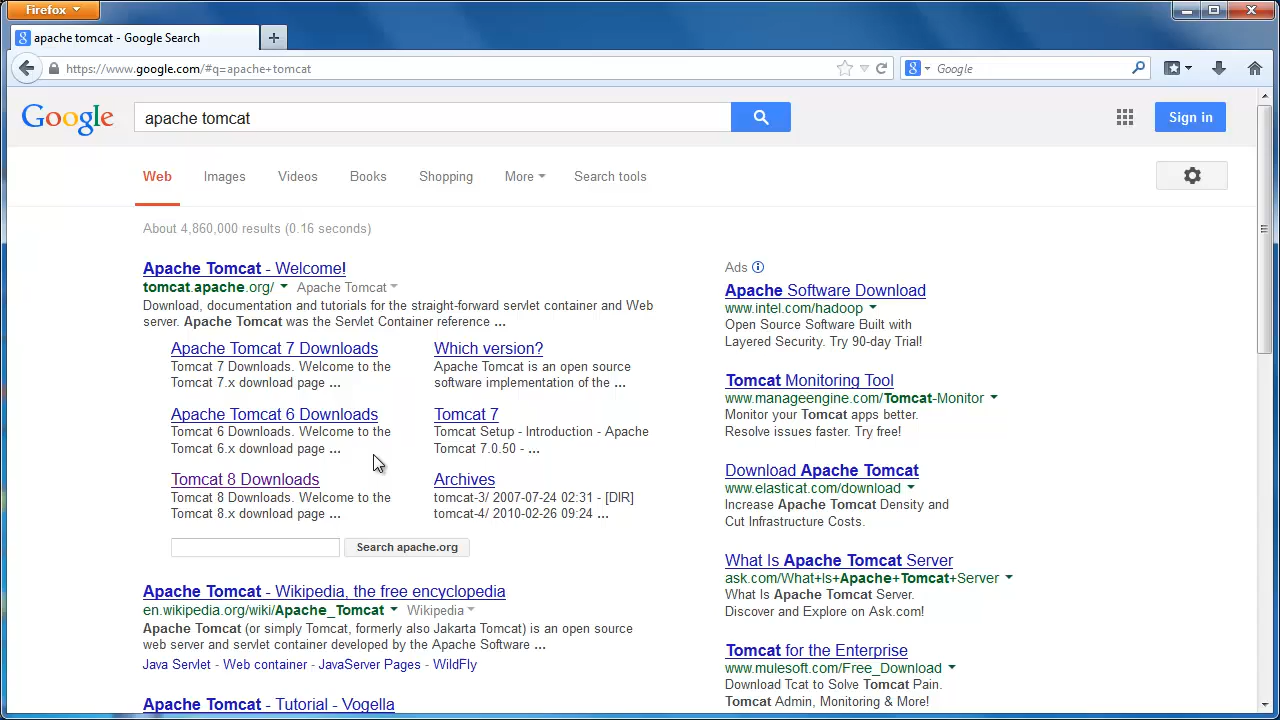 Firefox
apache tomcat - Google Search
https://www.google.com/#q=apache+tomcat
Google
Google
apache tomcat
Sign in
Web
Images
Videos
Books
Shopping
More
Search tools
About 4,860,000 results (0.16 seconds)
Apache Tomcat - Welcome!
tomcat.apache.org/ Apache Tomcat
Download, documentation and tutorials for the straight-forward servlet container and Web
server. Apache Tomcat was the Servlet Container reference ...
Apache Tomcat 7 Downloads
Tomcat 7 Downloads. Welcome to the
Tomcat 7.x download page ...
Which version?
Apache Tomcat is an open source
software implementation of the ...
Apache Tomcat 6 Downloads
Tomcat 6 Downloads. Welcome to the
Tomcat 6.x download page ...
Tomcat 7
Tomcat Setup - Introduction - Apache
Tomcat 7.0.50 - ...
Tomcat 8 Downloads
Tomcat 8 Downloads. Welcome to the
Tomcat 8.x download page ...
Archives
tomcat-3/ 2007-07-24 02:31 - [DIR]
tomcat-4/ 2010-02-26 09:24 ...
Search apache.org
Apache Tomcat - Wikipedia, the free encyclopedia
en.wikipedia.org/wiki/Apache_Tomcat Wikipedia
Apache Tomcat (or simply Tomcat, formerly also Jakarta Tomcat) is an open source
web server and servlet container developed by the Apache Software ...
Java Servlet - Web container - JavaServer Pages - WildFly
Apache Tomcat - Tutorial - Vogella
Ads
Apache Software Download
www.intel.com/hadoop
Open Source Software Built with
Layered Security. Try 90-day Trial!
Tomcat Monitoring Tool
www.manageengine.com/Tomcat-Monitor
Monitor your Tomcat apps better.
Resolve issues faster. Try free!
Download Apache Tomcat
www.elasticat.com/download
Increase Apache Tomcat Density and
Cut Infrastructure Costs.
What Is Apache Tomcat Server
ask.com/What+Is+Apache+Tomcat+Server
What Is Apache Tomcat Server.
Discover and Explore on Ask.com!
Tomcat for the Enterprise
www.mulesoft.com/Free_Download
Download Tcat to Solve Tomcat Pain.
Tomcat Admin, Monitoring & More!